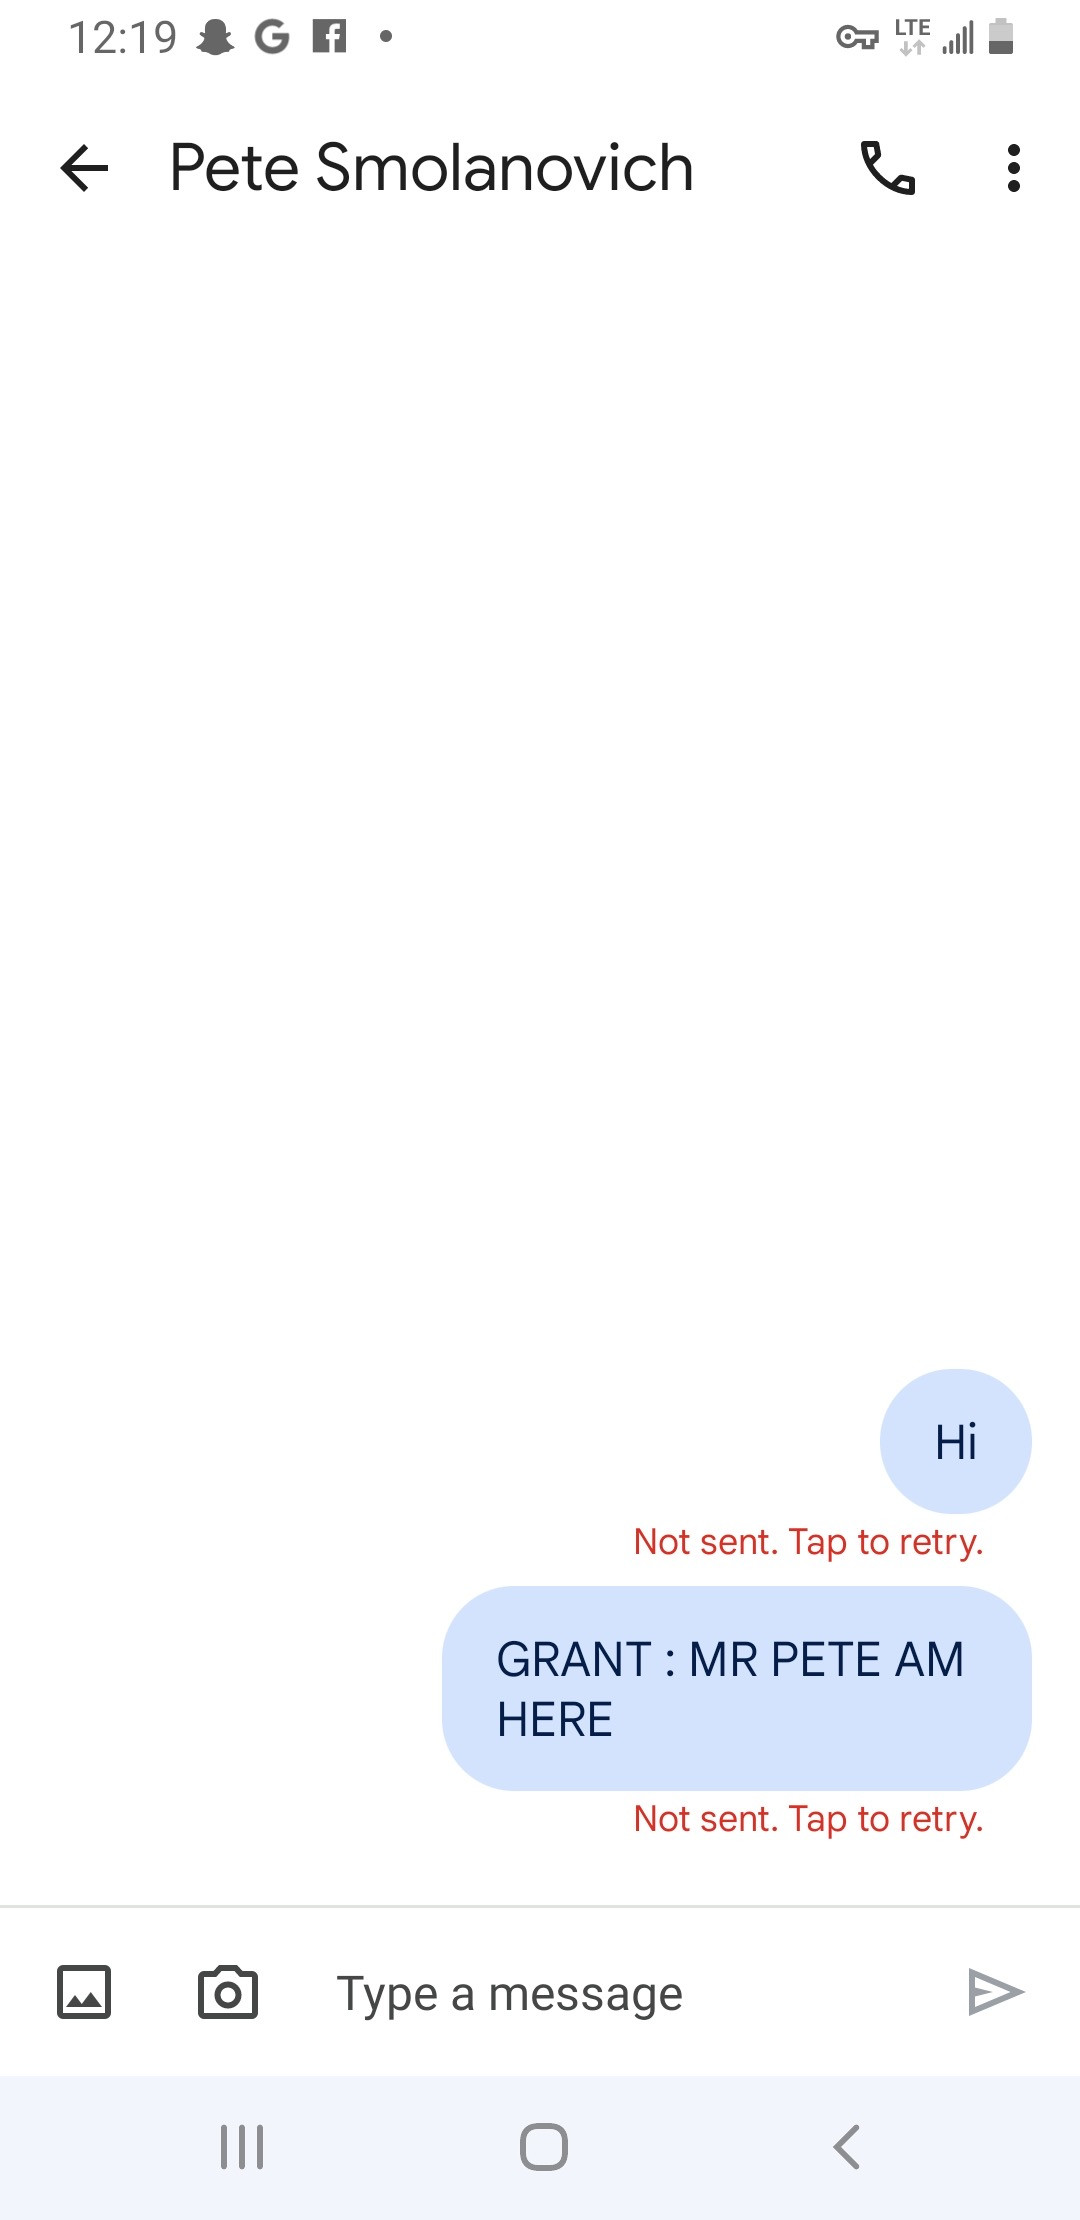 12:19
LTE
Pete Smolanovich
Hi
Not sent. Tap to retry.
GRANT : MR PETE AM
HERE
Not sent. Tap to retry.
Type a message